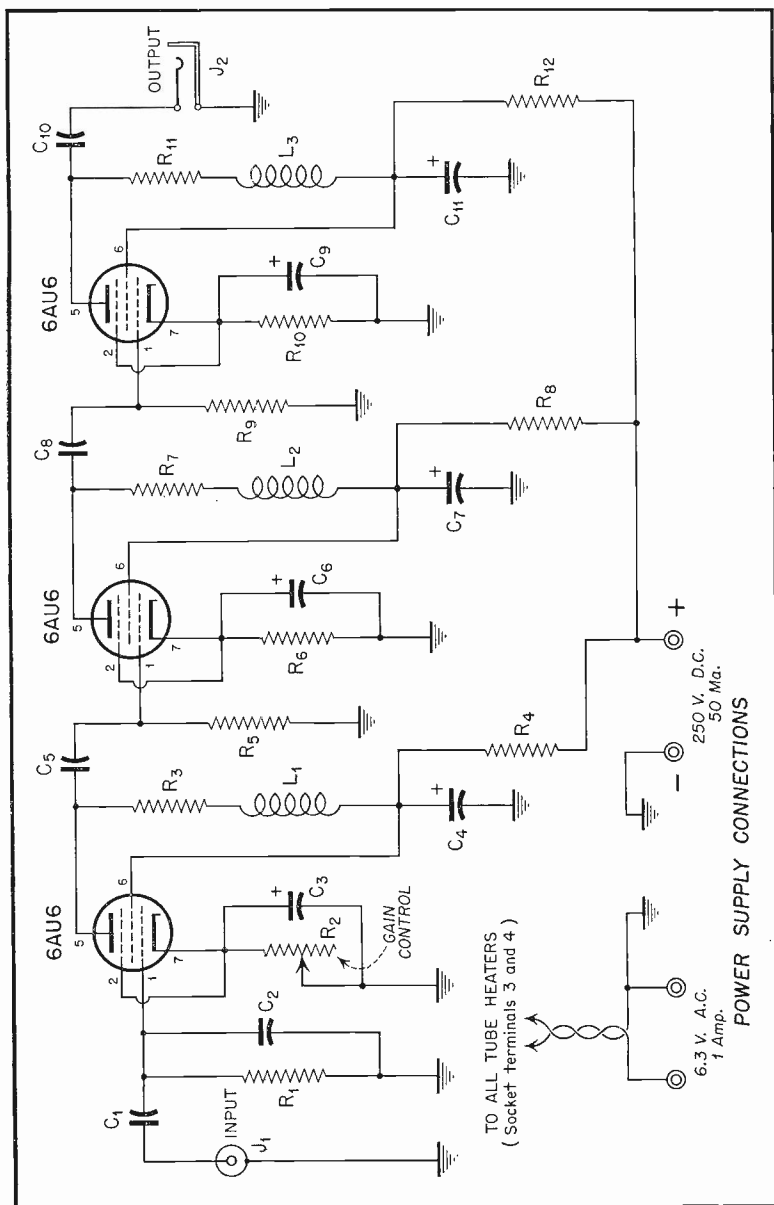 C1
INPUT
J1
R1
C2
6AU6
5
2
1
6
7
C3
R2
GAIN
CONTROL
R3
L1
C4
R4
C5
R5
6AU6
5
2
1
6
7
C6
R6
R7
L2
C7
R8
C8
R9
6AU6
5
2
1
6
7
C9
R10
R11
L3
C11
R12
C10
OUTPUT
J2
TO ALL TUBE HEATERS
( Socket terminals 3 and 4 )
6.3 V. A.C.
1 Amp.
−
+
250 V. D.C.
50 Ma.
POWER SUPPLY CONNECTIONS
+
+
+
+
+
+